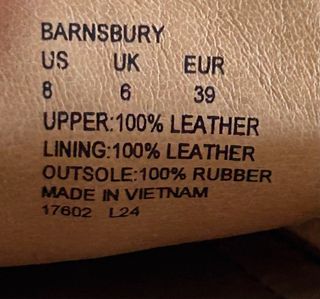 BARNSBURY
US UK EUR
8 6 39
UPPER:100% LEATHER
LINING:100% LEATHER
OUTSOLE:100% RUBBER
MADE IN VIETNAM
17602 L24